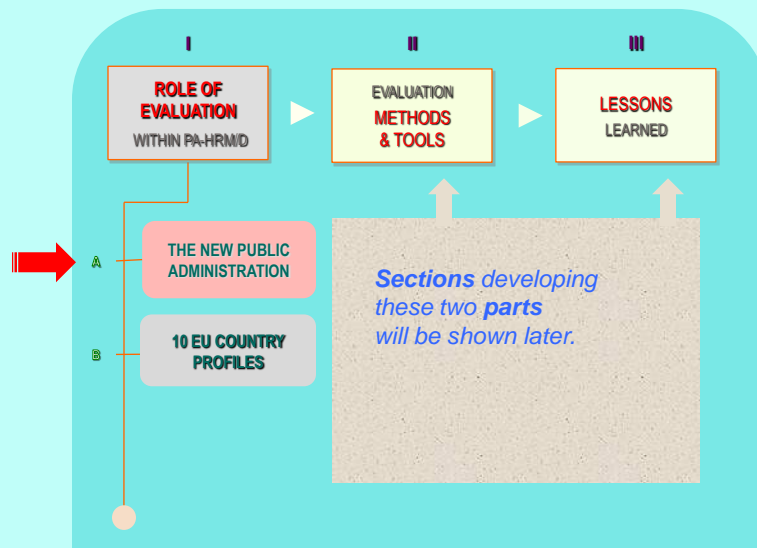 I
II
III
ROLE OF
EVALUATION
WITHIN PA-HRM/D
EVALUATION
METHODS
& TOOLS
LESSONS
LEARNED
A
THE NEW PUBLIC
ADMINISTRATION
B
10 EU COUNTRY
PROFILES
Sections developing
these two parts
will be shown later.